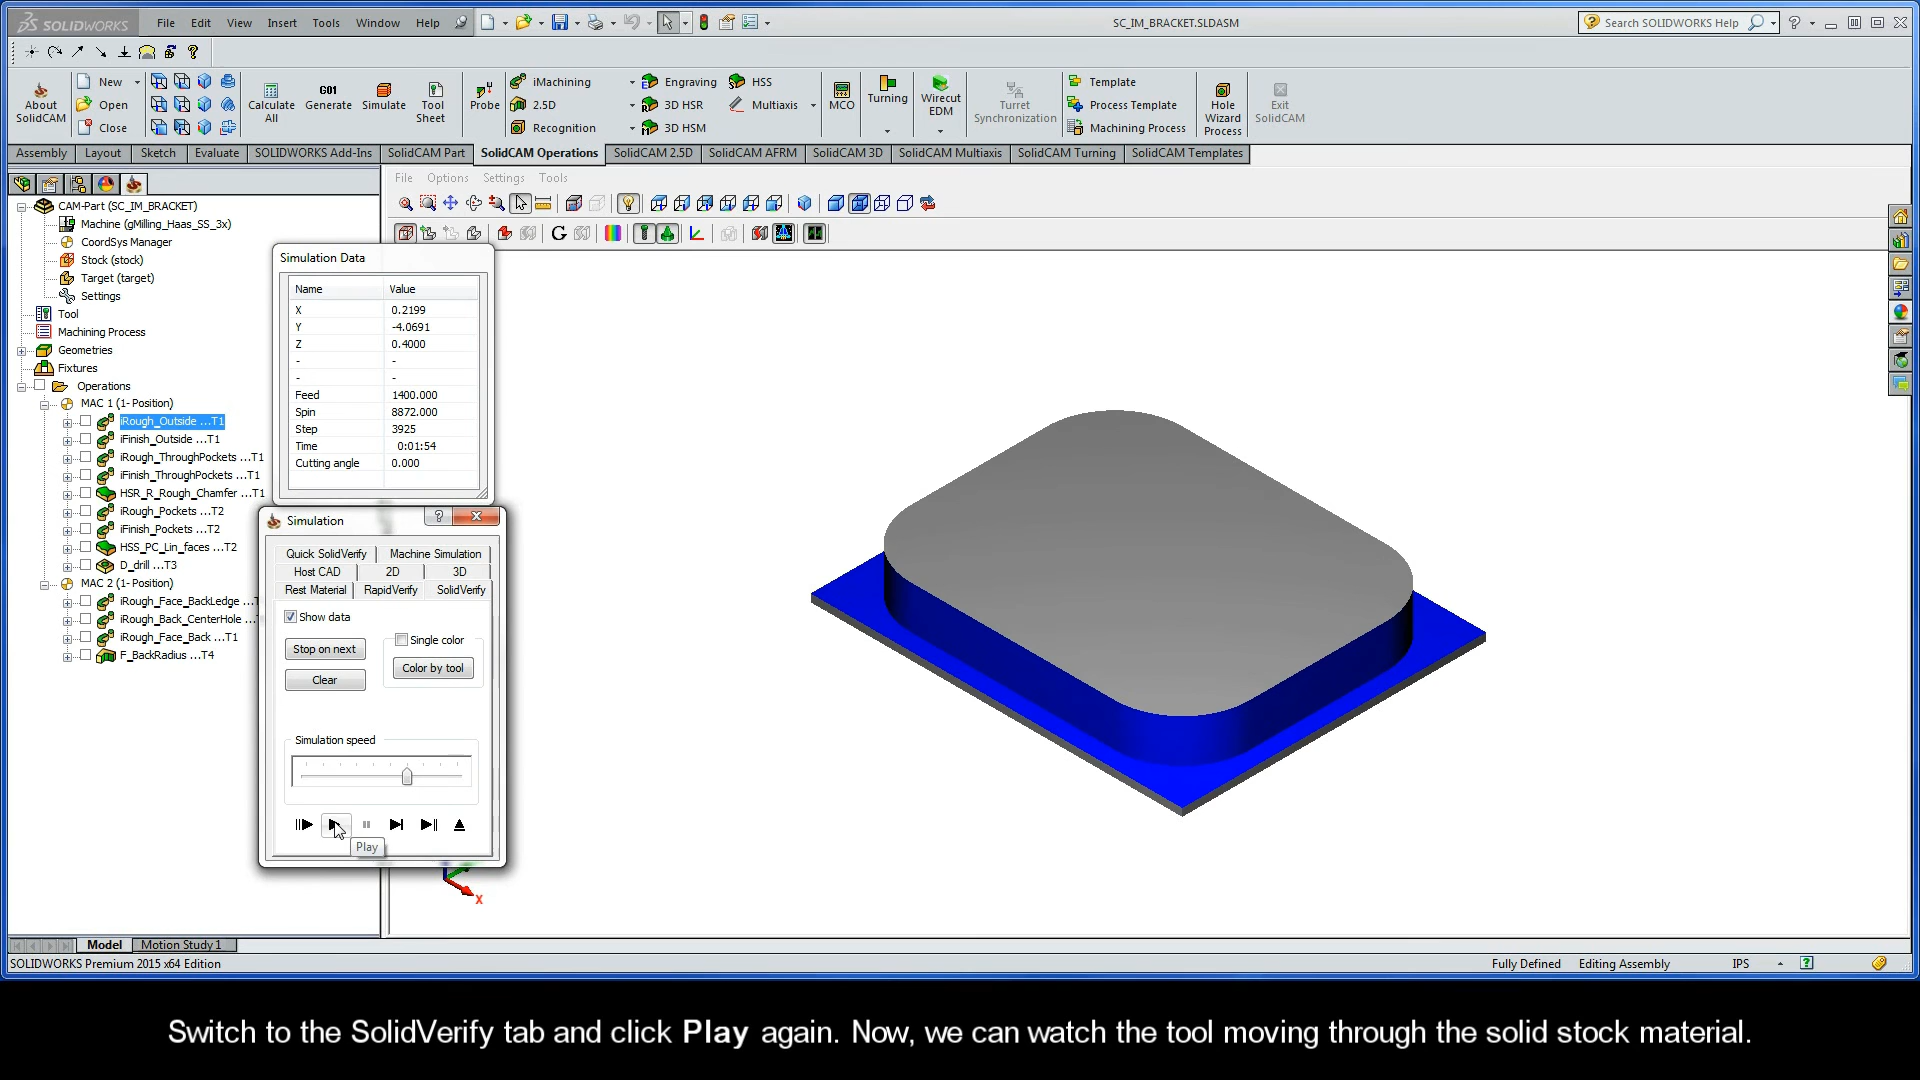 SOLIDWORKS File Edit View Insert Tools Window Help SC_IM_BRACKET.SLDASM Search SOLIDWORKS Help
About SolidCAM New Open Close Calculate All G01 Generate Simulate Tool Sheet Probe iMachining 2.5D Recognition Engraving 3D HSR 3D HSM HSS Multiaxis MCO Turning Wirecut EDM Turret Synchronization Template Process Template Machining Process Hole Wizard Process Exit SolidCAM
Assembly Layout Sketch Evaluate SOLIDWORKS Add-Ins SolidCAM Part SolidCAM Operations SolidCAM 2.5D SolidCAM AFRM SolidCAM 3D SolidCAM Multiaxis SolidCAM Turning SolidCAM Templates
File Options Settings Tools
CAM-Part (SC_IM_BRACKET)
Machine (gMilling_Haas_SS_3x)
CoordSys Manager
Stock (stock)
Target (target)
Settings
Tool
Machining Process
Geometries
Fixtures
Operations
MAC 1 (1- Position)
iRough_Outside ...T1
iFinish_Outside ...T1
iRough_ThroughPockets ...T1
iFinish_ThroughPockets ...T1
HSR_R_Rough_Chamfer ...T1
iRough_Pockets ...T2
iFinish_Pockets ...T2
HSS_PC_Lin_faces ...T2
D_drill ...T3
MAC 2 (1- Position)
iRough_Face_BackLedge ...T
iRough_Back_CenterHole ...
iRough_Face_Back ...T1
F_BackRadius ...T4
Simulation Data
Name Value
X 0.2199
Y -4.0691
Z 0.4000
- -
- -
Feed 1400.000
Spin 8872.000
Step 3925
Time 0:01:54
Cutting angle 0.000
Simulation
Quick SolidVerify Machine Simulation
Host CAD 2D 3D
Rest Material RapidVerify SolidVerify
Show data
Stop on next Single color
Clear Color by tool
Simulation speed
Play
X
Model Motion Study 1
SOLIDWORKS Premium 2015 x64 Edition Fully Defined Editing Assembly IPS
Switch to the SolidVerify tab and click Play again. Now, we can watch the tool moving through the solid stock material.